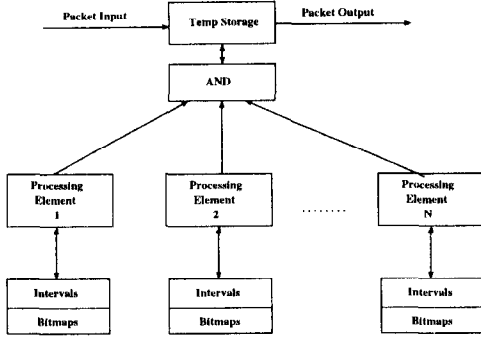 Packet Input
Temp Storage
Packet Output
AND
Processing
Element
1
Processing
Element
2
........
Processing
Element
N
Intervals
Bitmaps
Intervals
Bitmaps
Intervals
Bitmaps